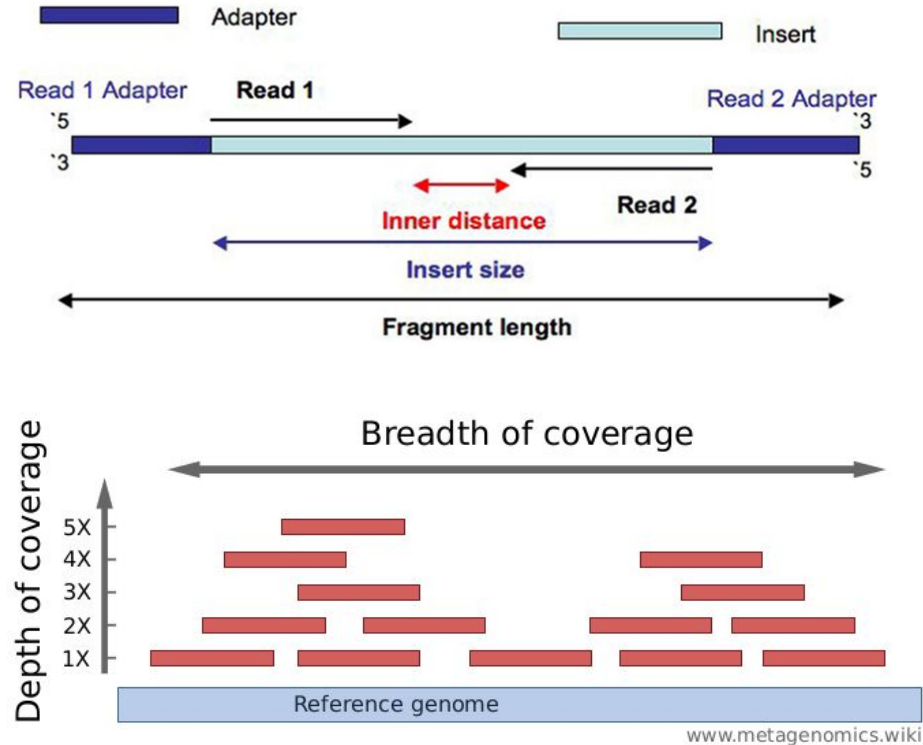 Adapter
Insert
Read 1 Adapter
Read 1
Read 2 Adapter
`5
`3
`3
`5
Read 2
Inner distance
Insert size
Fragment length
Breadth of coverage
Depth of coverage
5X
4X
3X
2X
1X
Reference genome
www.metagenomics.wiki